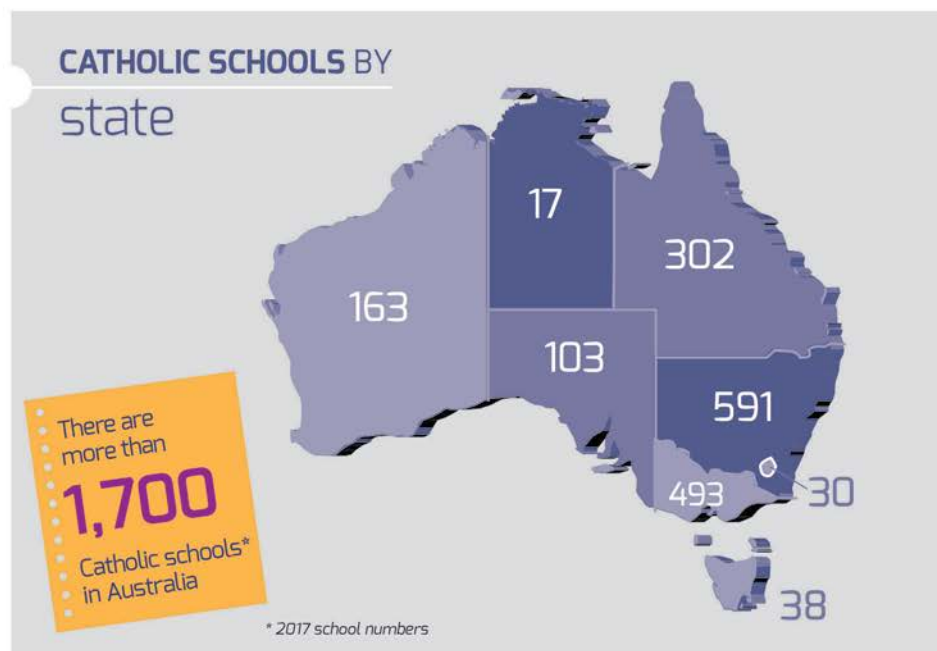 CATHOLIC SCHOOLS BY
state
17
302
163
103
591
493
30
38
There are
more than
1,700
Catholic schools*
in Australia
* 2017 school numbers